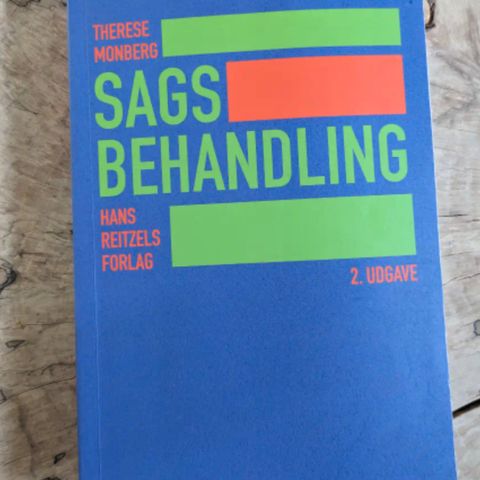 THERESE
MONBERG
SAGS
BEHANDLING
HANS
REITZELS
FORLAG
2. UDGAVE